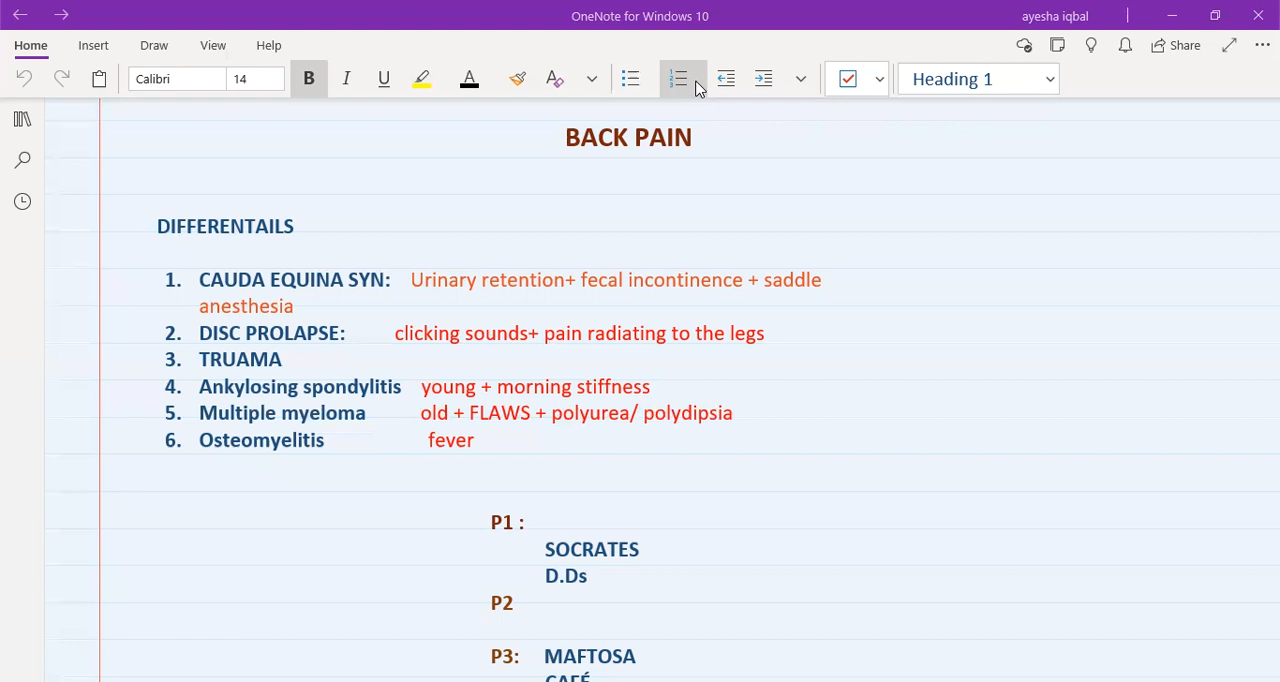 OneNote for Windows 10
ayesha iqbal
Home Insert Draw View Help
Share
Calibri 14 B I U A A Heading 1
BACK PAIN
DIFFERENTAILS
1. CAUDA EQUINA SYN: Urinary retention+ fecal incontinence + saddle
anesthesia
2. DISC PROLAPSE: clicking sounds+ pain radiating to the legs
3. TRUAMA
4. Ankylosing spondylitis young + morning stiffness
5. Multiple myeloma old + FLAWS + polyurea/ polydipsia
6. Osteomyelitis fever
P1 :
SOCRATES
D.Ds
P2
P3: MAFTOSA
CAFÉ